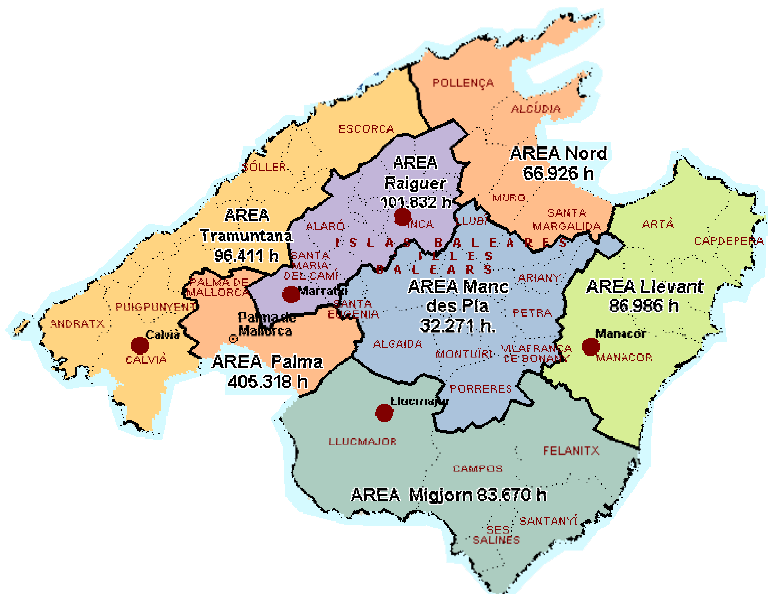 POLLENÇA
ALCÚDIA
ESCORCA
AREA Nord
66.926 h
SÓLLER
AREA
Raiguer
101.832 h
MURO
SANTA
MARGALIDA
LUBI
INCA
ALARÓ
AREA
Tramuntana
96.411 h
ARTÀ
CAPDEPERA
ISLAS BALEARES
ILLES
BALEARS
SANTA
MARIA
DEL CAMÍ
PALMA DE
MALLORCA
Marratxi
SANTA
EUGENIA
AREA Manc
des Pla
32.271 h.
ARIANY
PETRA
AREA Llevant
86.986 h
PUIGPUNYENT
ANDRATX
Calvià
CALVIÀ
Palma de
Mallorca
AREA Palma
405.318 h
ALGAIDA
MONTUÏRI
VILAFRANCA
DE BONANY
Manacor
MANACOR
PORRERES
Llucmajor
LLUCMAJOR
FELANITX
CAMPOS
AREA Migjorn 83.670 h
SANTANYÍ
SES
SALINES